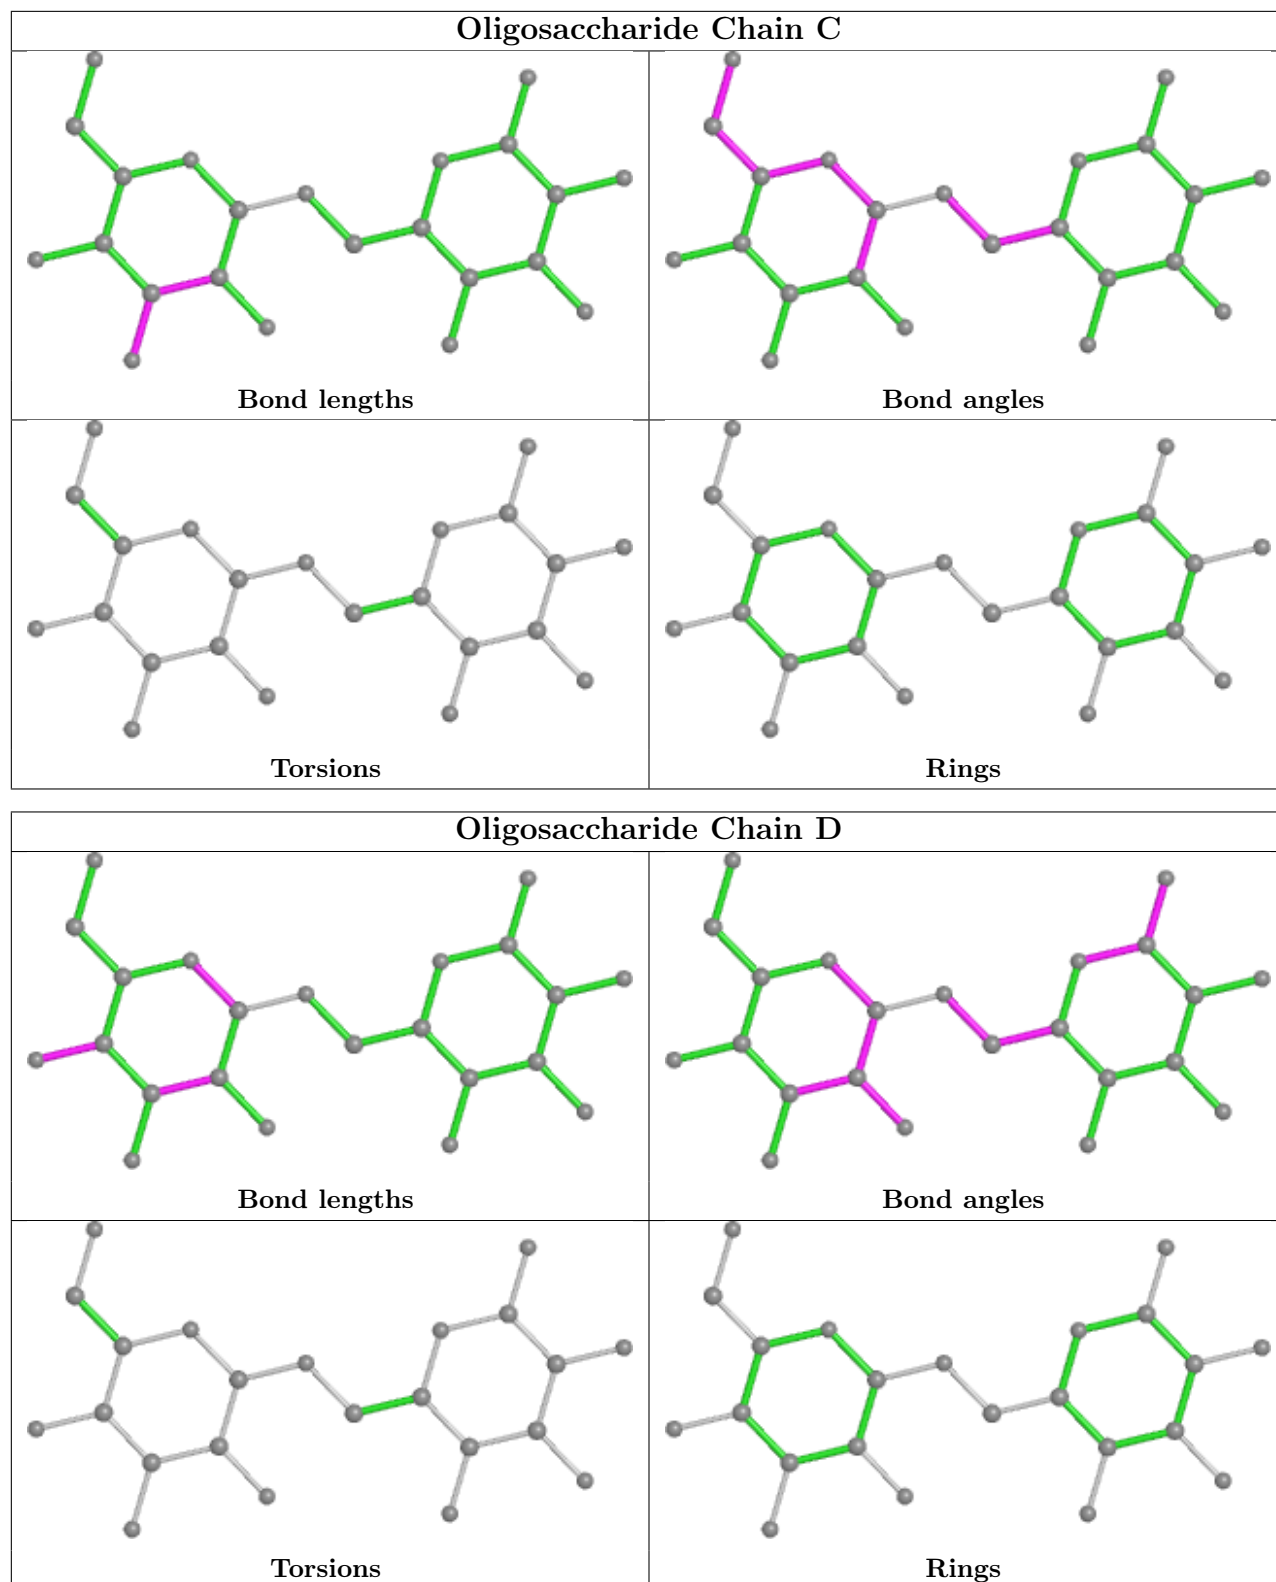 Oligosaccharide Chain C
Bond lengths
Bond angles
Torsions
Rings
Oligosaccharide Chain D
Bond lengths
Bond angles
Torsions
Rings